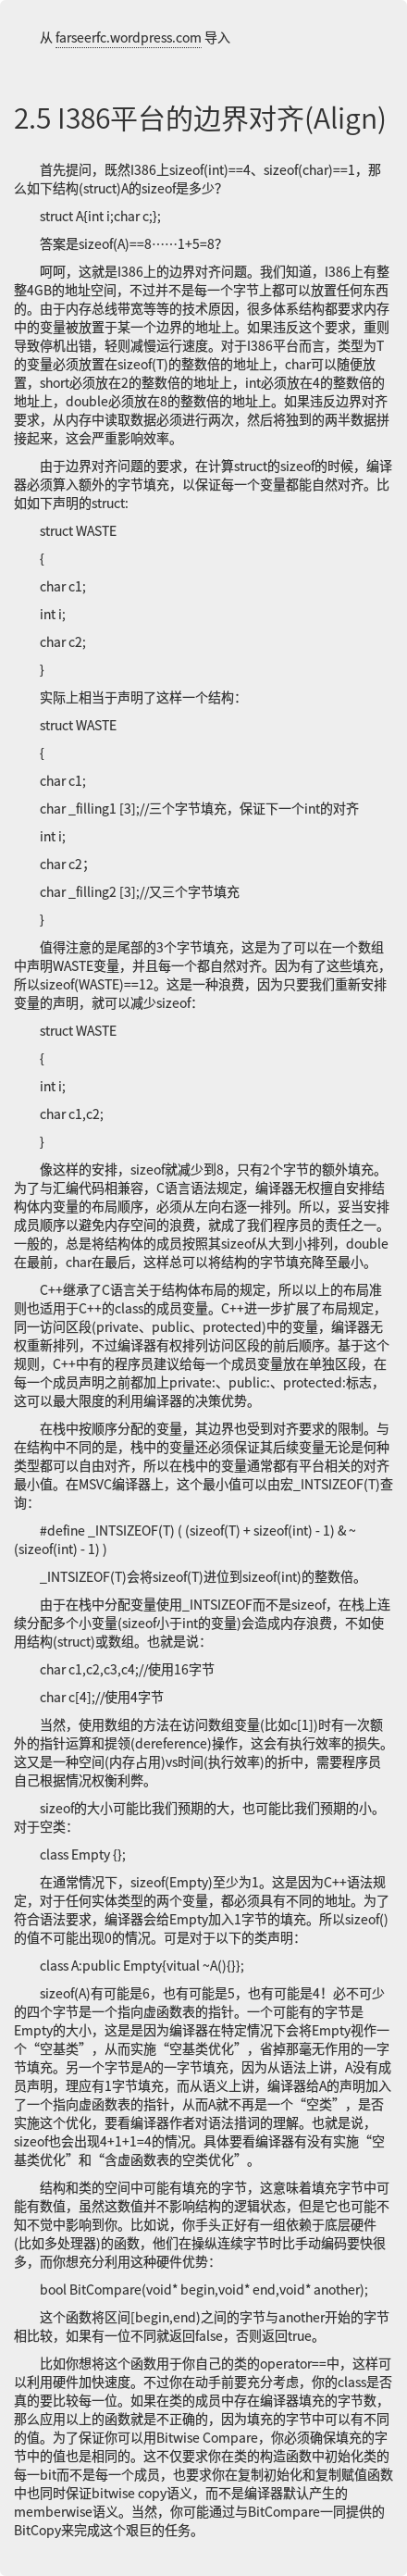 从 farseerfc.wordpress.com 导入
2.5 I386平台的边界对齐(Align)
首先提问，既然I386上sizeof(int)==4、sizeof(char)==1，那
么如下结构(struct)A的sizeof是多少？
struct A{int i;char c;};
答案是sizeof(A)==8……1+5=8？
呵呵，这就是I386上的边界对齐问题。我们知道，I386上有整
整4GB的地址空间，不过并不是每一个字节上都可以放置任何东西
的。由于内存总线带宽等等的技术原因，很多体系结构都要求内存
中的变量被放置于某一个边界的地址上。如果违反这个要求，重则
导致停机出错，轻则减慢运行速度。对于I386平台而言，类型为T
的变量必须放置在sizeof(T)的整数倍的地址上，char可以随便放
置，short必须放在2的整数倍的地址上，int必须放在4的整数倍的
地址上，double必须放在8的整数倍的地址上。如果违反边界对齐
要求，从内存中读取数据必须进行两次，然后将独到的两半数据拼
接起来，这会严重影响效率。
由于边界对齐问题的要求，在计算struct的sizeof的时候，编译
器必须算入额外的字节填充，以保证每一个变量都能自然对齐。比
如如下声明的struct:
struct WASTE
{
char c1;
int i;
char c2;
}
实际上相当于声明了这样一个结构：
struct WASTE
{
char c1;
char _filling1 [3];//三个字节填充，保证下一个int的对齐
int i;
char c2；
char _filling2 [3];//又三个字节填充
}
值得注意的是尾部的3个字节填充，这是为了可以在一个数组
中声明WASTE变量，并且每一个都自然对齐。因为有了这些填充，
所以sizeof(WASTE)==12。这是一种浪费，因为只要我们重新安排
变量的声明，就可以减少sizeof：
struct WASTE
{
int i;
char c1,c2;
}
像这样的安排，sizeof就减少到8，只有2个字节的额外填充。
为了与汇编代码相兼容，C语言语法规定，编译器无权擅自安排结
构体内变量的布局顺序，必须从左向右逐一排列。所以，妥当安排
成员顺序以避免内存空间的浪费，就成了我们程序员的责任之一。
一般的，总是将结构体的成员按照其sizeof从大到小排列，double
在最前，char在最后，这样总可以将结构的字节填充降至最小。
C++继承了C语言关于结构体布局的规定，所以以上的布局准
则也适用于C++的class的成员变量。C++进一步扩展了布局规定，
同一访问区段(private、public、protected)中的变量，编译器无
权重新排列，不过编译器有权排列访问区段的前后顺序。基于这个
规则，C++中有的程序员建议给每一个成员变量放在单独区段，在
每一个成员声明之前都加上private:、public:、protected:标志，
这可以最大限度的利用编译器的决策优势。
在栈中按顺序分配的变量，其边界也受到对齐要求的限制。与
在结构中不同的是，栈中的变量还必须保证其后续变量无论是何种
类型都可以自由对齐，所以在栈中的变量通常都有平台相关的对齐
最小值。在MSVC编译器上，这个最小值可以由宏_INTSIZEOF(T)查
询：
#define _INTSIZEOF(T) ( (sizeof(T) + sizeof(int) - 1) & ~
(sizeof(int) - 1) )
_INTSIZEOF(T)会将sizeof(T)进位到sizeof(int)的整数倍。
由于在栈中分配变量使用_INTSIZEOF而不是sizeof，在栈上连
续分配多个小变量(sizeof小于int的变量)会造成内存浪费，不如使
用结构(struct)或数组。也就是说：
char c1,c2,c3,c4;//使用16字节
char c[4];//使用4字节
当然，使用数组的方法在访问数组变量(比如c[1])时有一次额
外的指针运算和提领(dereference)操作，这会有执行效率的损失。
这又是一种空间(内存占用)vs时间(执行效率)的折中，需要程序员
自己根据情况权衡利弊。
sizeof的大小可能比我们预期的大，也可能比我们预期的小。
对于空类：
class Empty {};
在通常情况下，sizeof(Empty)至少为1。这是因为C++语法规
定，对于任何实体类型的两个变量，都必须具有不同的地址。为了
符合语法要求，编译器会给Empty加入1字节的填充。所以sizeof()
的值不可能出现0的情况。可是对于以下的类声明：
class A:public Empty{vitual ~A(){}};
sizeof(A)有可能是6，也有可能是5，也有可能是4！必不可少
的四个字节是一个指向虚函数表的指针。一个可能有的字节是
Empty的大小，这是是因为编译器在特定情况下会将Empty视作一
个“空基类”，从而实施“空基类优化”，省掉那毫无作用的一字
节填充。另一个字节是A的一字节填充，因为从语法上讲，A没有成
员声明，理应有1字节填充，而从语义上讲，编译器给A的声明加入
了一个指向虚函数表的指针，从而A就不再是一个“空类”，是否
实施这个优化，要看编译器作者对语法措词的理解。也就是说，
sizeof也会出现4+1+1=4的情况。具体要看编译器有没有实施“空
基类优化”和“含虚函数表的空类优化”。
结构和类的空间中可能有填充的字节，这意味着填充字节中可
能有数值，虽然这数值并不影响结构的逻辑状态，但是它也可能不
知不觉中影响到你。比如说，你手头正好有一组依赖于底层硬件
(比如多处理器)的函数，他们在操纵连续字节时比手动编码要快很
多，而你想充分利用这种硬件优势：
bool BitCompare(void* begin,void* end,void* another);
这个函数将区间[begin,end)之间的字节与another开始的字节
相比较，如果有一位不同就返回false，否则返回true。
比如你想将这个函数用于你自己的类的operator==中，这样可
以利用硬件加快速度。不过你在动手前要充分考虑，你的class是否
真的要比较每一位。如果在类的成员中存在编译器填充的字节数，
那么应用以上的函数就是不正确的，因为填充的字节中可以有不同
的值。为了保证你可以用Bitwise Compare，你必须确保填充的字
节中的值也是相同的。这不仅要求你在类的构造函数中初始化类的
每一bit而不是每一个成员，也要求你在复制初始化和复制赋值函数
中也同时保证bitwise copy语义，而不是编译器默认产生的
memberwise语义。当然，你可能通过与BitCompare一同提供的
BitCopy来完成这个艰巨的任务。